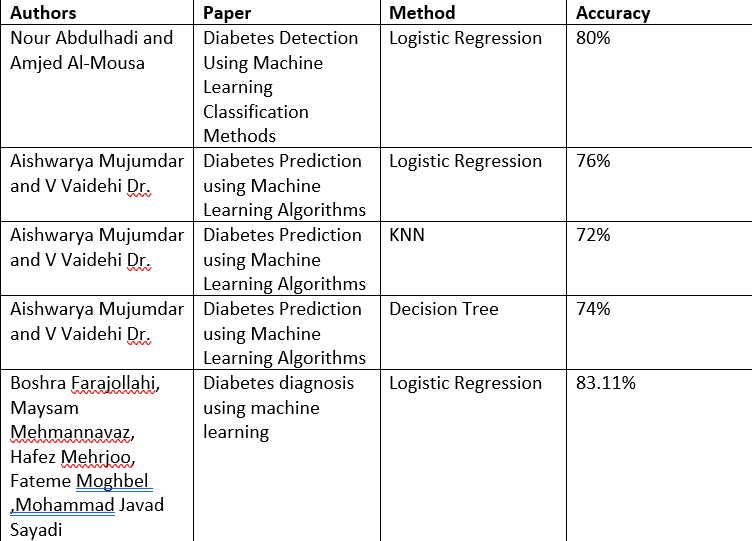 Authors Paper Method Accuracy
Nour Abdulhadi and Diabetes Detection Logistic Regression 80%
Amjed Al-Mousa Using Machine
Learning
Classification
Methods
Aishwarya Mujumdar Diabetes Prediction Logistic Regression 76%
and V Vaidehi Dr. using Machine
Learning Algorithms
Aishwarya Mujumdar Diabetes Prediction KNN 72%
and V Vaidehi Dr. using Machine
Learning Algorithms
Aishwarya Mujumdar Diabetes Prediction Decision Tree 74%
and V Vaidehi Dr. using Machine
Learning Algorithms
Boshra Farajollahi, Diabetes diagnosis Logistic Regression 83.11%
Maysam using machine
Mehmannavaz, learning
Hafez Mehrjoo,
Fateme Moghbel
,Mohammad Javad
Sayadi